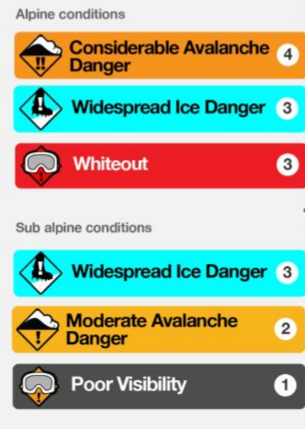 Alpine conditions
Considerable Avalanche
Danger
4
Widespread Ice Danger 3
Whiteout 3
Sub alpine conditions
Widespread Ice Danger 3
Moderate Avalanche
Danger
2
Poor Visibility 1